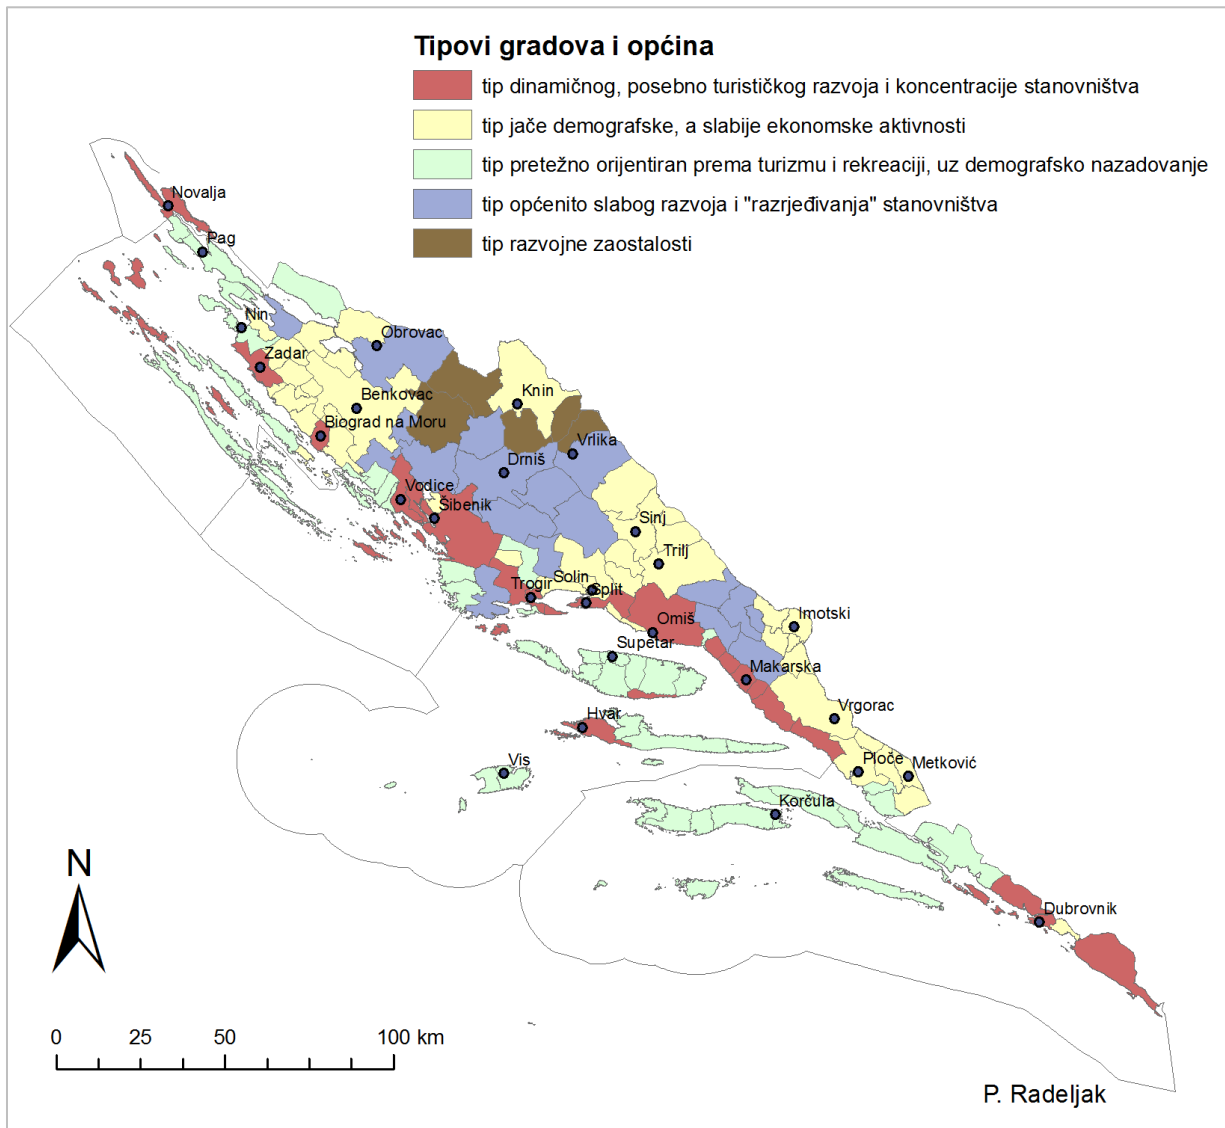 Tipovi gradova i općina
tip dinamičnog, posebno turističkog razvoja i koncentracije stanovništva
tip jače demografske, a slabije ekonomske aktivnosti
tip pretežno orijentiran prema turizmu i rekreaciji, uz demografsko nazadovanje
tip općenito slabog razvoja i "razrjeđivanja" stanovništva
tip razvojne zaostalosti
Novalja
Pag
Nin
Obrovac
Zadar
Knin
Benkovac
Biograd na Moru
Vrlika
Drniš
Vodice
Šibenik
Sinj
Trilj
Solin
Trogir
Split
Omiš
Imotski
Supetar
Makarska
Hvar
Vrgorac
Vis
Ploče
Metković
Korčula
Dubrovnik
N
0 25 50 100 km
P. Radeljak